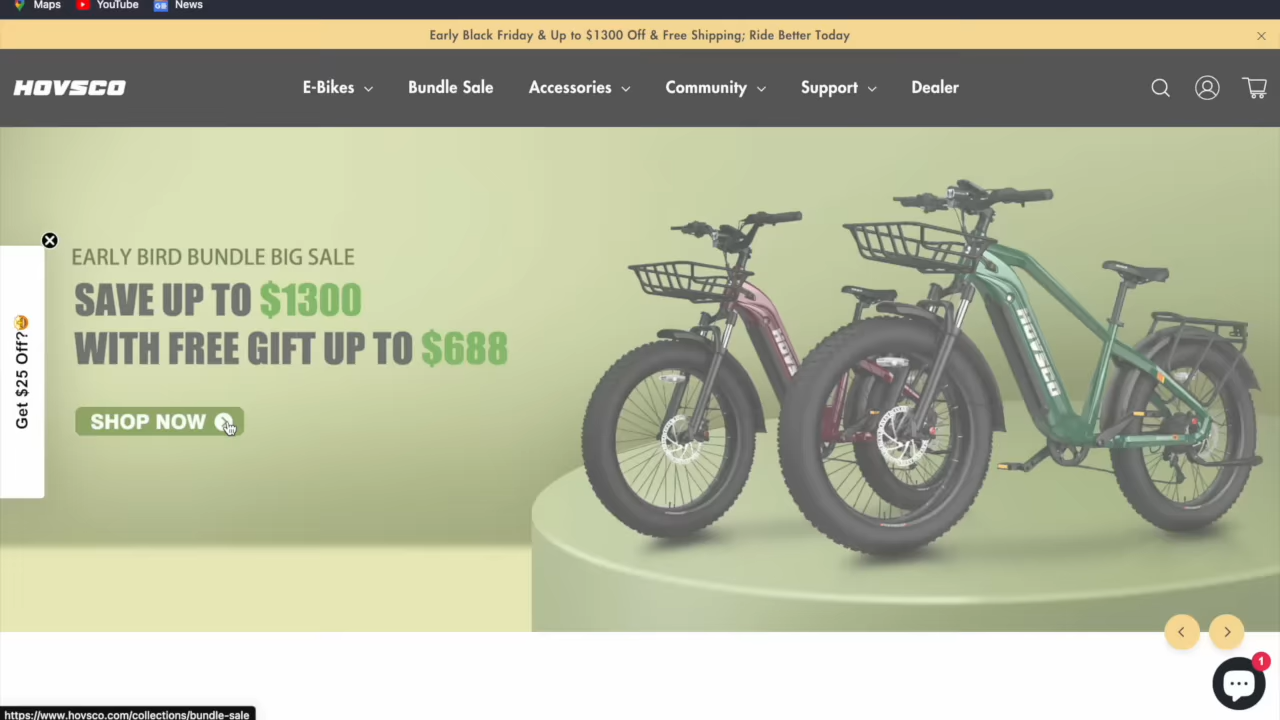 Maps YouTube News
Early Black Friday & Up to $1300 Off & Free Shipping; Ride Better Today
HOVSCO E-Bikes Bundle Sale Accessories Community Support Dealer
EARLY BIRD BUNDLE BIG SALE
SAVE UP TO $1300
WITH FREE GIFT UP TO $688
SHOP NOW
Get $25 Off?
HOVSCO
1
https://www.hovsco.com/collections/bundle-sale